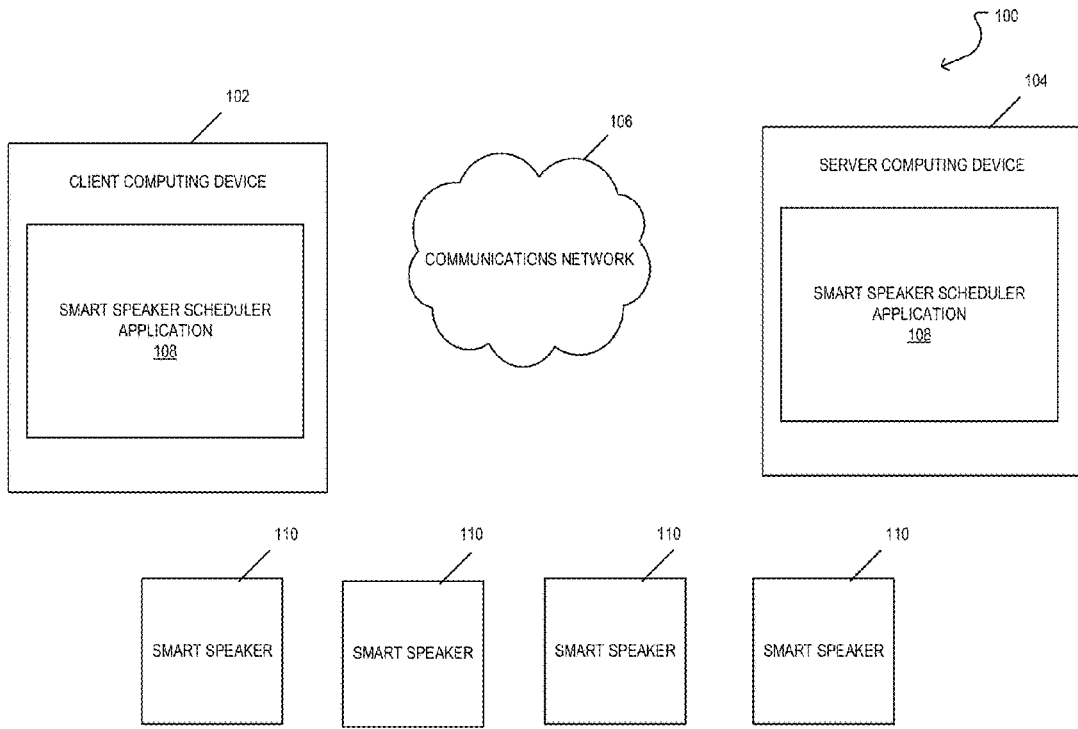 100
102
104
106
CLIENT COMPUTING DEVICE
SERVER COMPUTING DEVICE
COMMUNICATIONS NETWORK
SMART SPEAKER SCHEDULER
APPLICATION
108
SMART SPEAKER SCHEDULER
APPLICATION
108
110
110
110
110
SMART SPEAKER
SMART SPEAKER
SMART SPEAKER
SMART SPEAKER